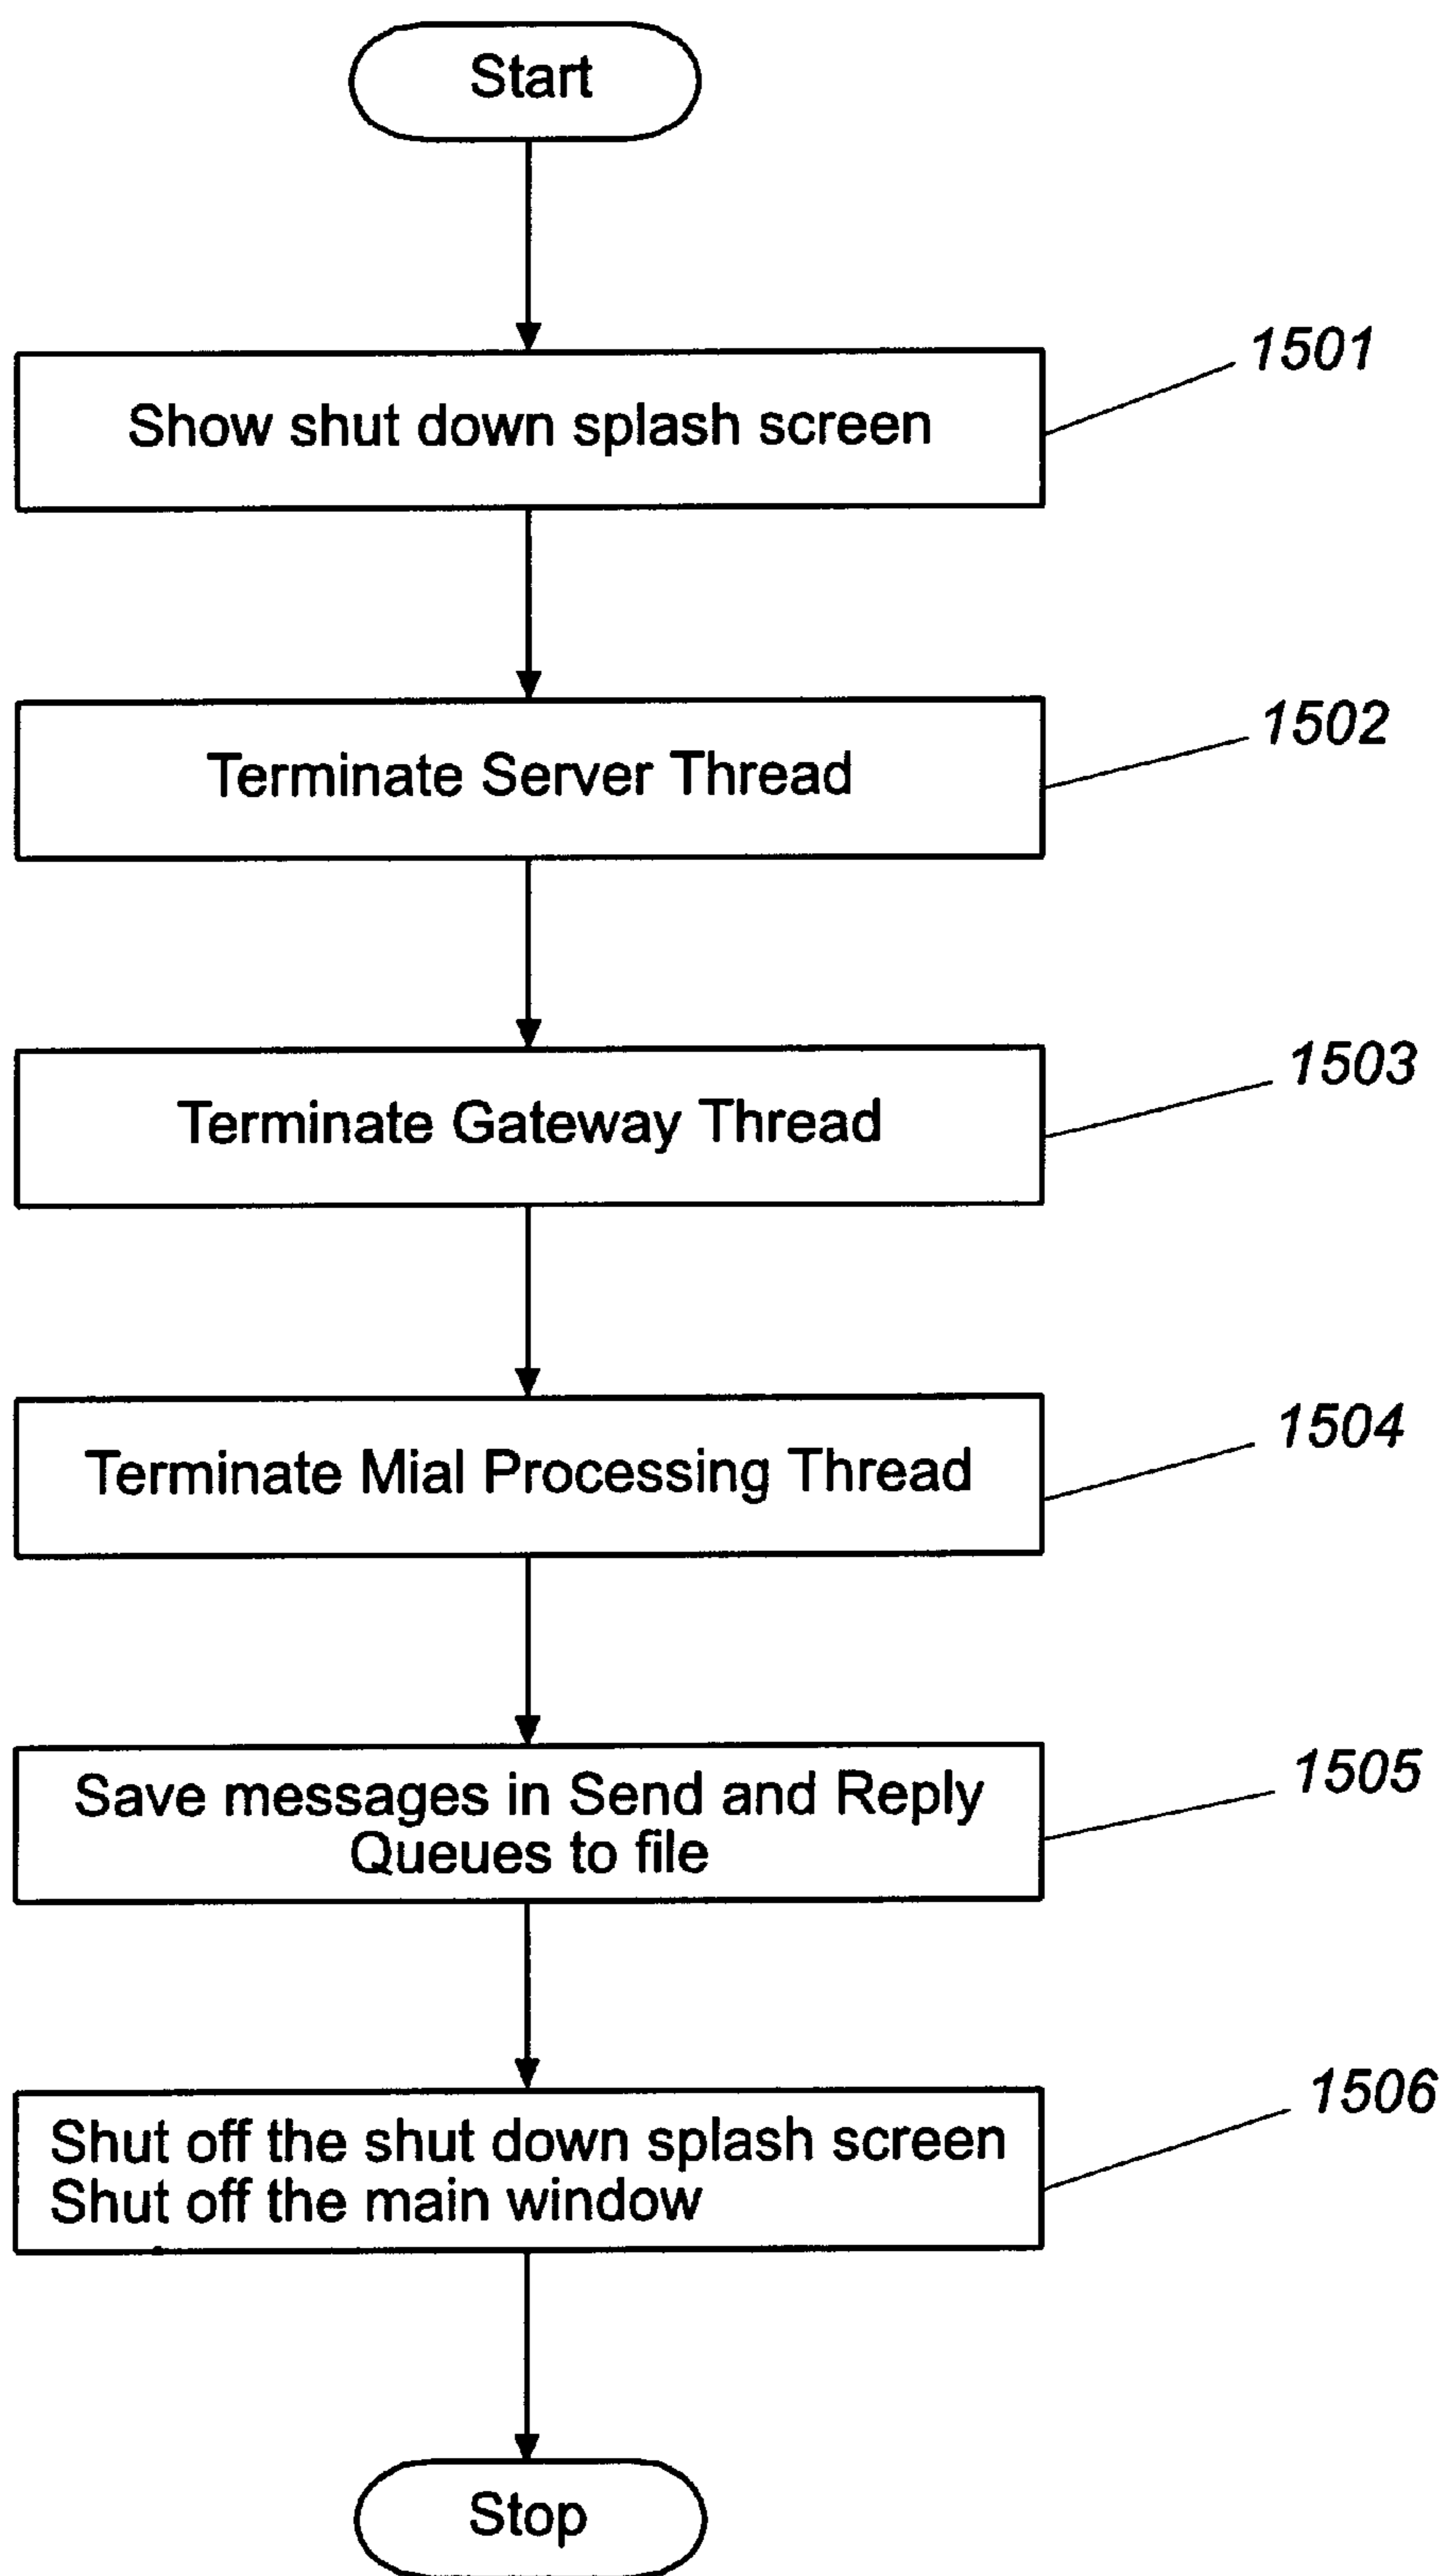 Start
1501
Show shut down splash screen
1502
Terminate Server Thread
1503
Terminate Gateway Thread
1504
Terminate Mial Processing Thread
1505
Save messages in Send and Reply
Queues to file
1506
Shut off the shut down splash screen
Shut off the main window
Stop